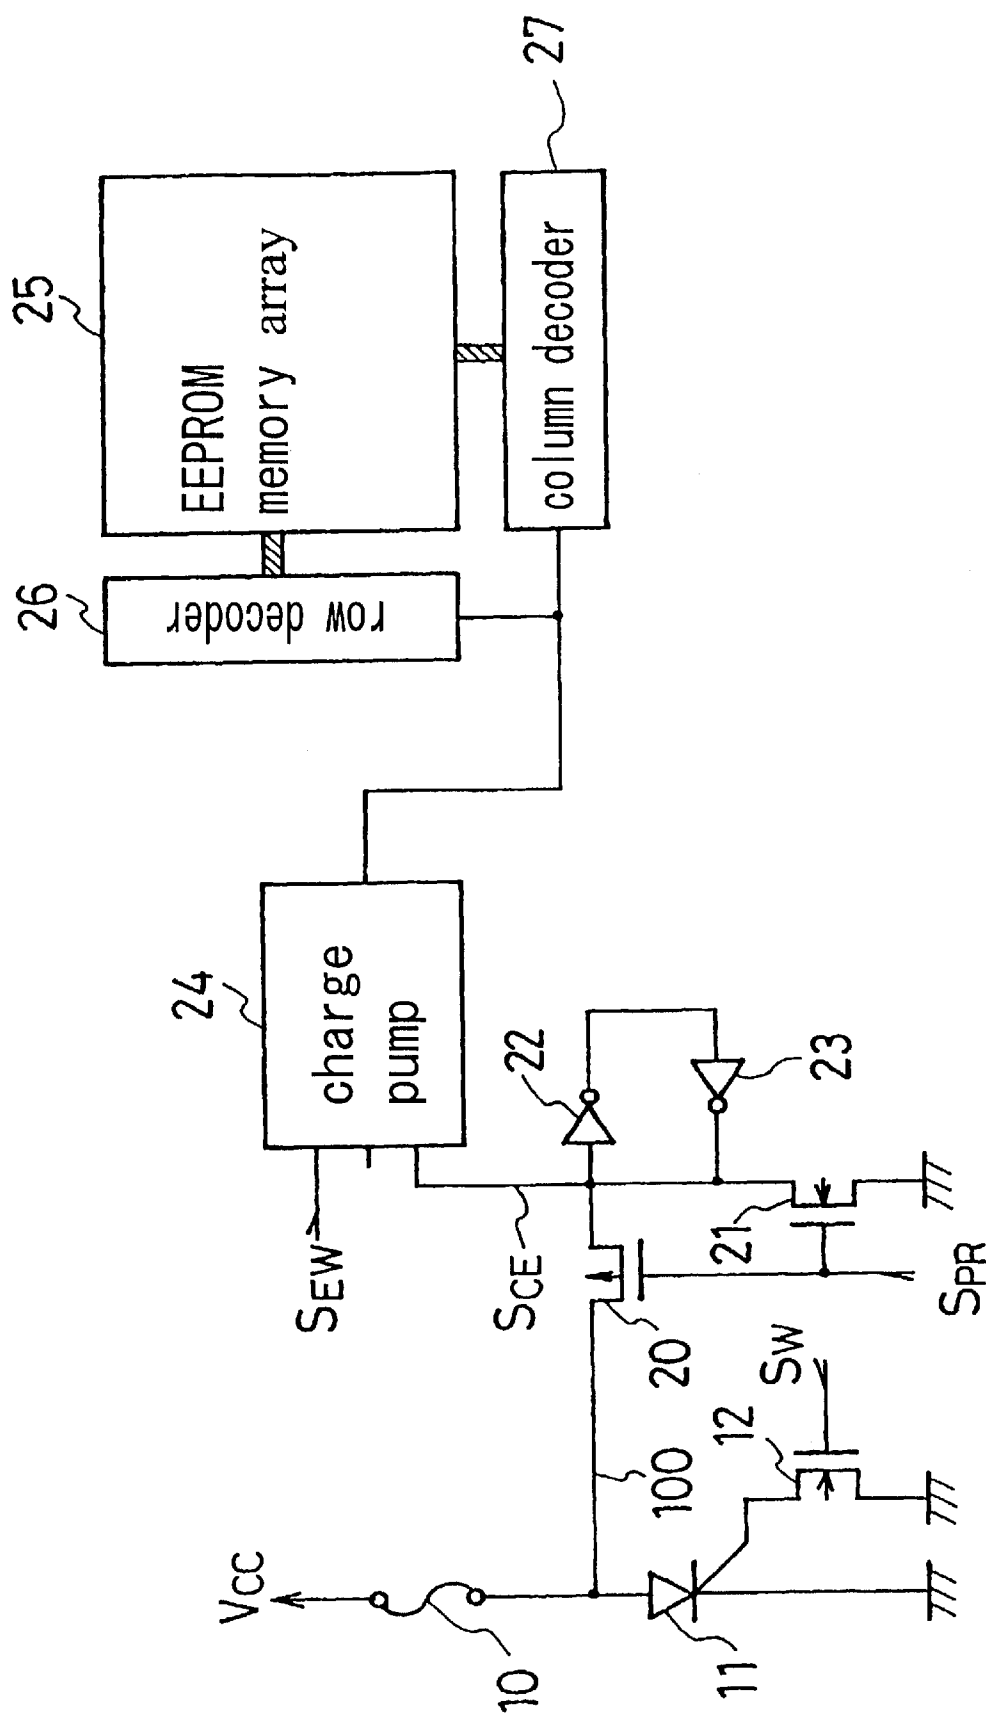 25
EEPROM
memory array
26
row decoder
27
column decoder
24
charge
pump
SEW
SCE
22
23
21
20
SPR
SW
12
100
VCC
10
11